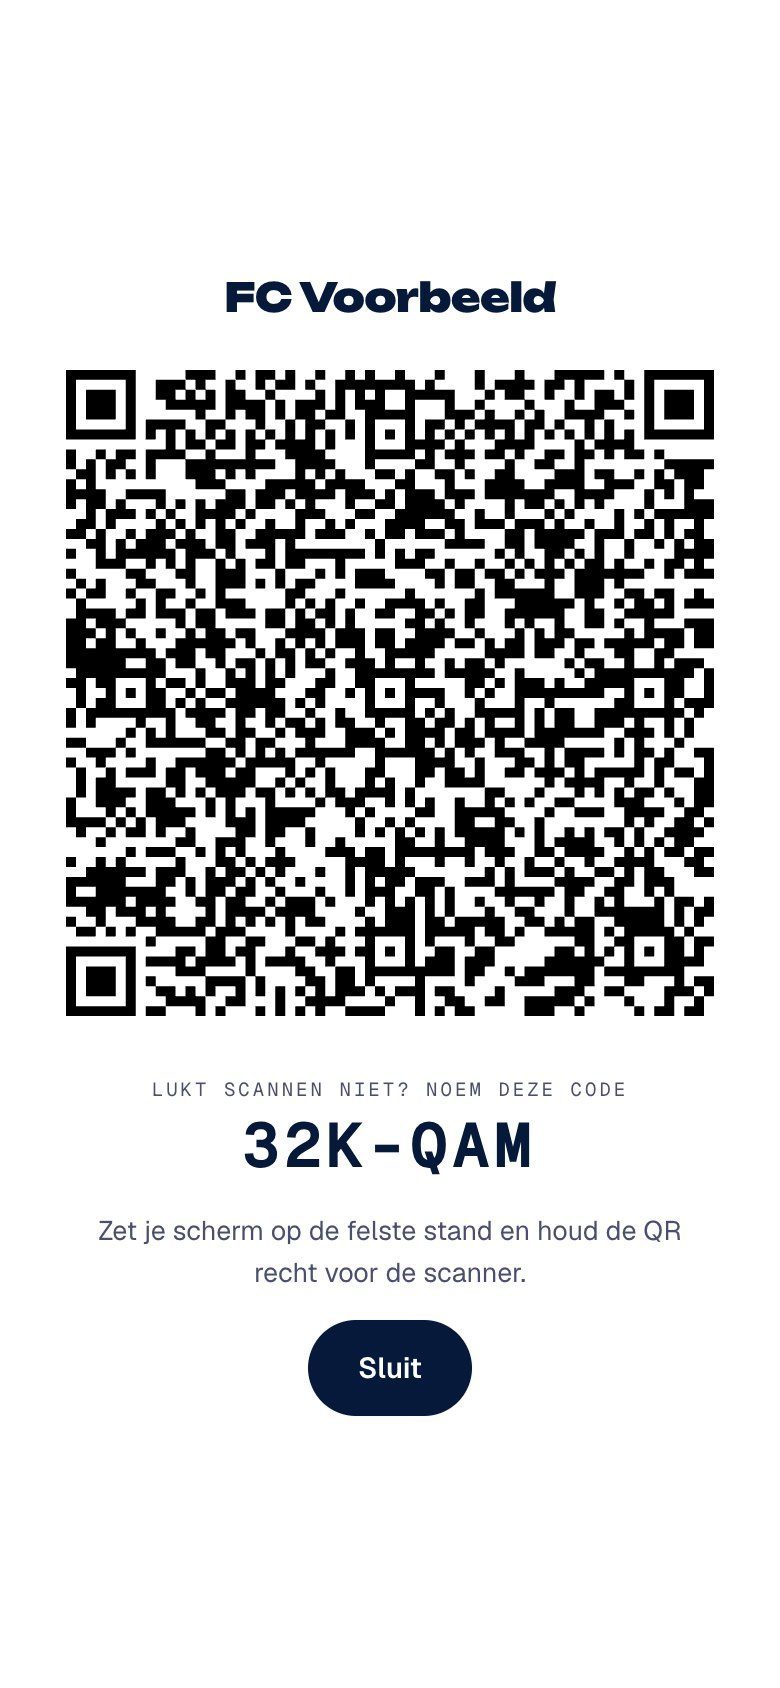 FC Voorbeeld
LUKT SCANNEN NIET? NOEM DEZE CODE
32K-QAM
Zet je scherm op de felste stand en houd de QR
recht voor de scanner.
Sluit